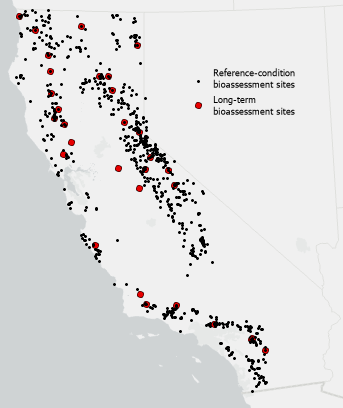 Reference-condition
bioassessment sites
Long-term
bioassessment sites